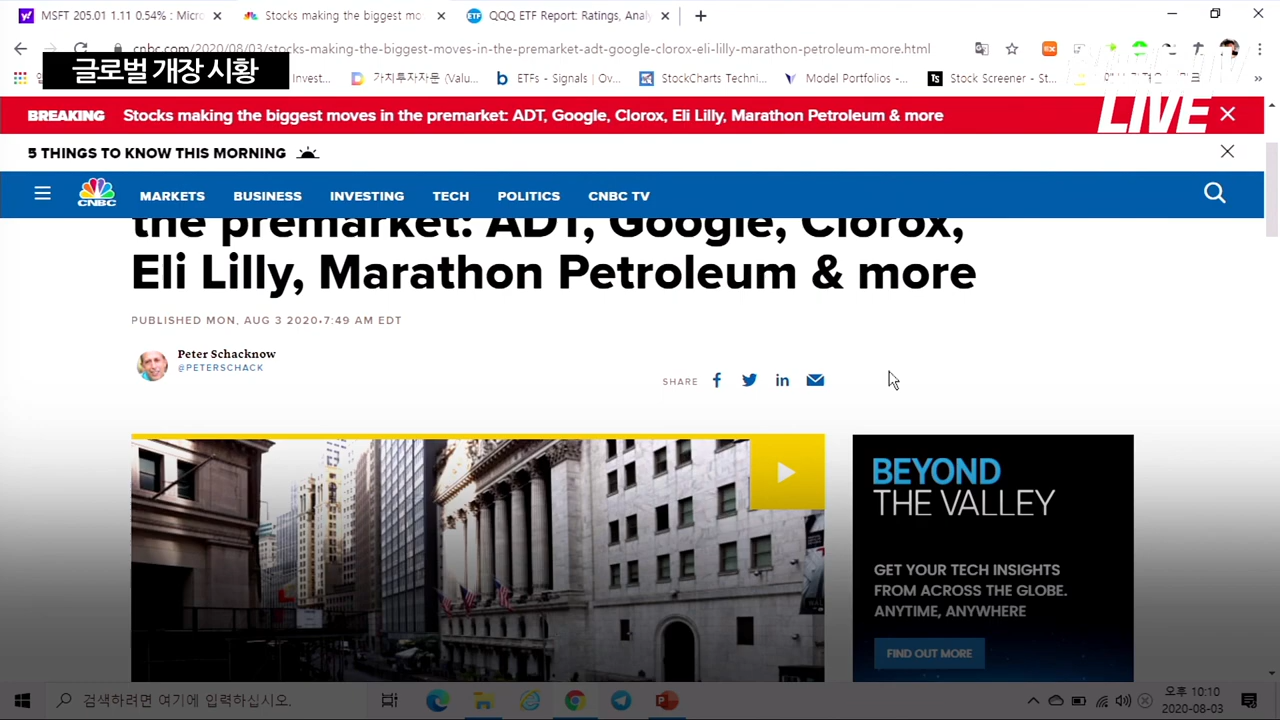 MSFT 205.01 1.11 0.54% : Micro
Stocks making the biggest mo
QQQ ETF Report: Ratings, Anal
cnbc.com/2020/08/03/stocks-making-the-biggest-moves-in-the-premarket-adt-google-clorox-eli-lilly-marathon-petroleum-more.html
글로벌 개장 시황
Invest...
가치투자자문 (Valu...
ETFs - Signals | Ov...
StockCharts Techni...
Model Portfolios -...
Stock Screener - St...
LIVE
BREAKING Stocks making the biggest moves in the premarket: ADT, Google, Clorox, Eli Lilly, Marathon Petroleum & more
5 THINGS TO KNOW THIS MORNING
CNBC MARKETS BUSINESS INVESTING TECH POLITICS CNBC TV
the premarket: ADT, Google, Clorox,
Eli Lilly, Marathon Petroleum & more
PUBLISHED MON, AUG 3 2020•7:49 AM EDT
Peter Schacknow
@PETERSCHACK
SHARE
BEYOND
THE VALLEY
GET YOUR TECH INSIGHTS
FROM ACROSS THE GLOBE.
ANYTIME, ANYWHERE
FIND OUT MORE
검색하려면 여기에 입력하십시오.
오후 10:10
2020-08-03